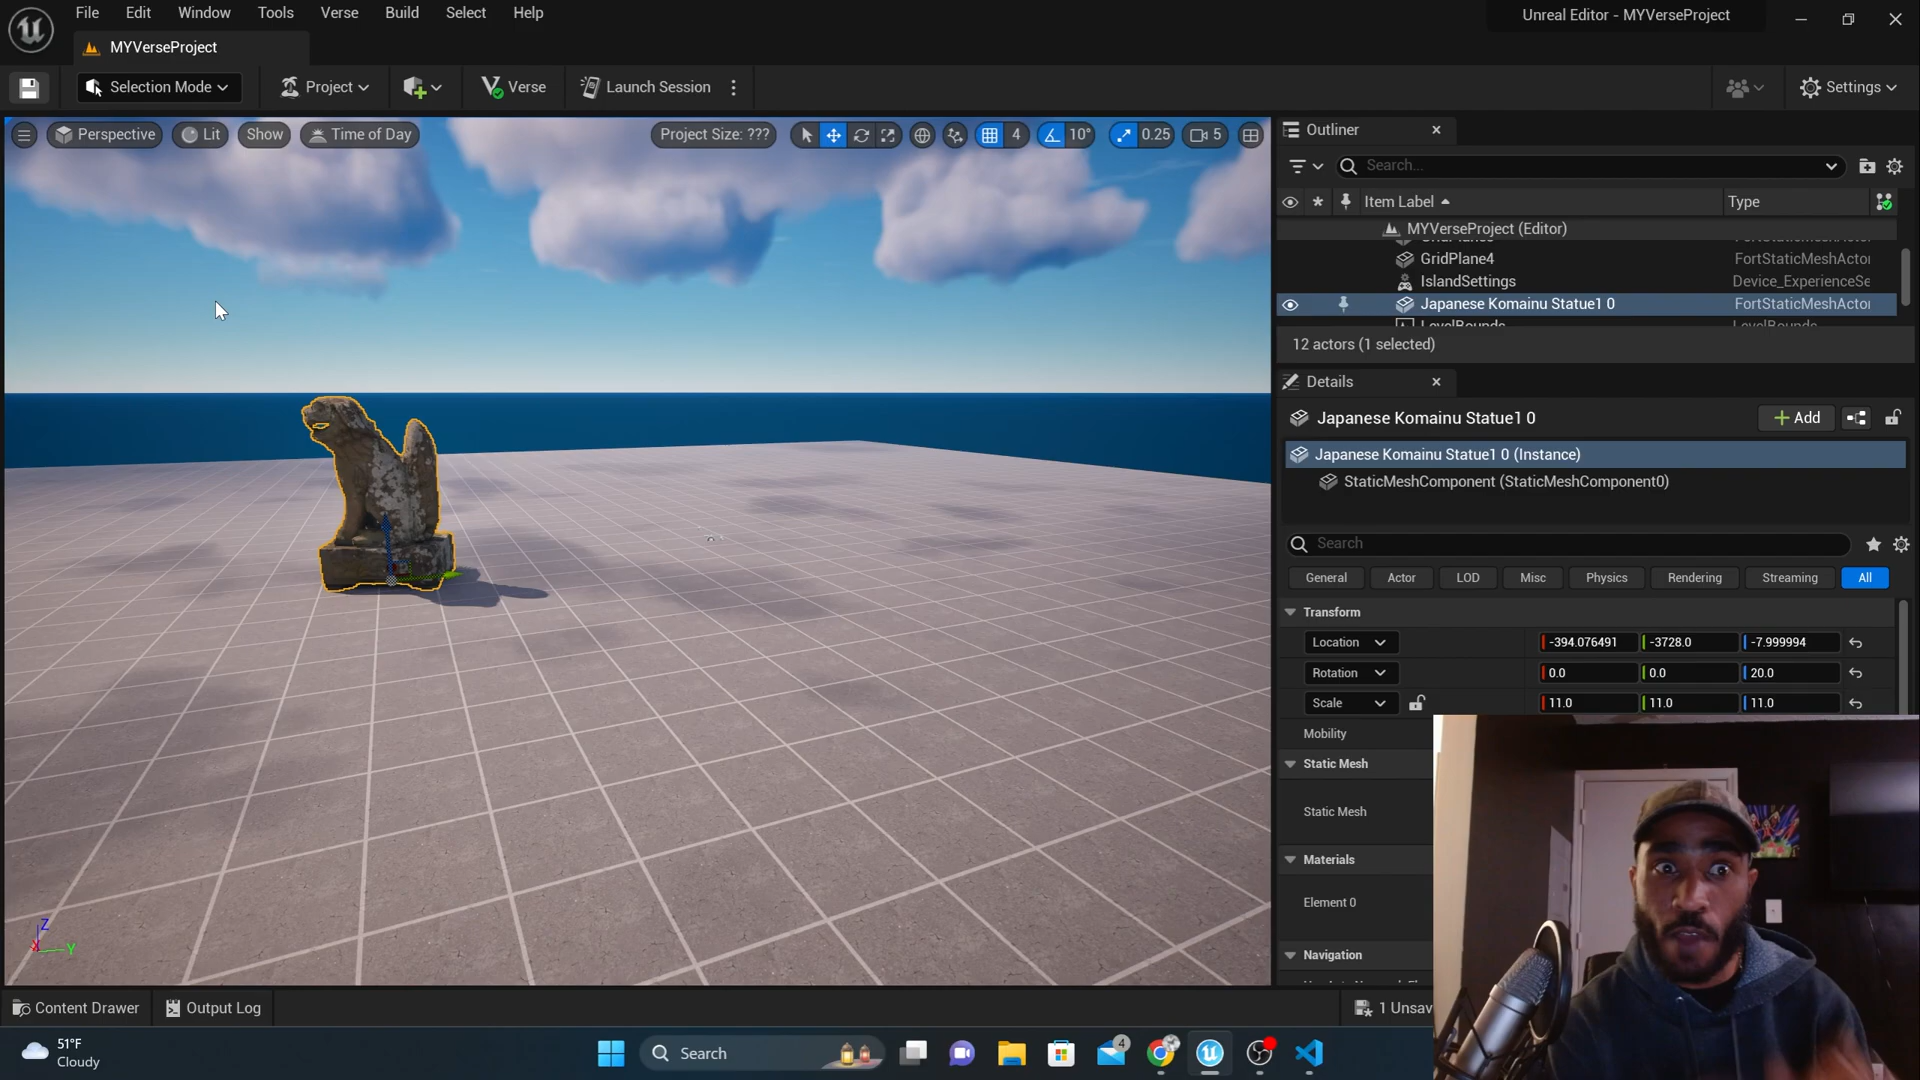 File Edit Window Tools Verse Build Select Help
Unreal Editor - MYVerseProject
MYVerseProject
Selection Mode
Project
Verse
Launch Session
Settings
Perspective
Lit
Show
Time of Day
Project Size: ???
4
10°
0.25
5
Outliner
Search...
Item Label
Type
MYVerseProject (Editor)
GridPlane4 FortStaticMeshActor
IslandSettings Device_ExperienceSe
Japanese Komainu Statue1 0 FortStaticMeshActor
LevelBounds LevelBounds
12 actors (1 selected)
Details
Japanese Komainu Statue1 0
Add
Japanese Komainu Statue1 0 (Instance)
StaticMeshComponent (StaticMeshComponent0)
Search
General Actor LOD Misc Physics Rendering Streaming All
Transform
Location -394.076491 -3728.0 -7.999994
Rotation 0.0 0.0 20.0
Scale 11.0 11.0 11.0
Mobility
Static Mesh
Static Mesh
Materials
Element 0
Navigation
Z
X
Y
Content Drawer
Output Log
1 Unsav
51°F
Cloudy
Search
4